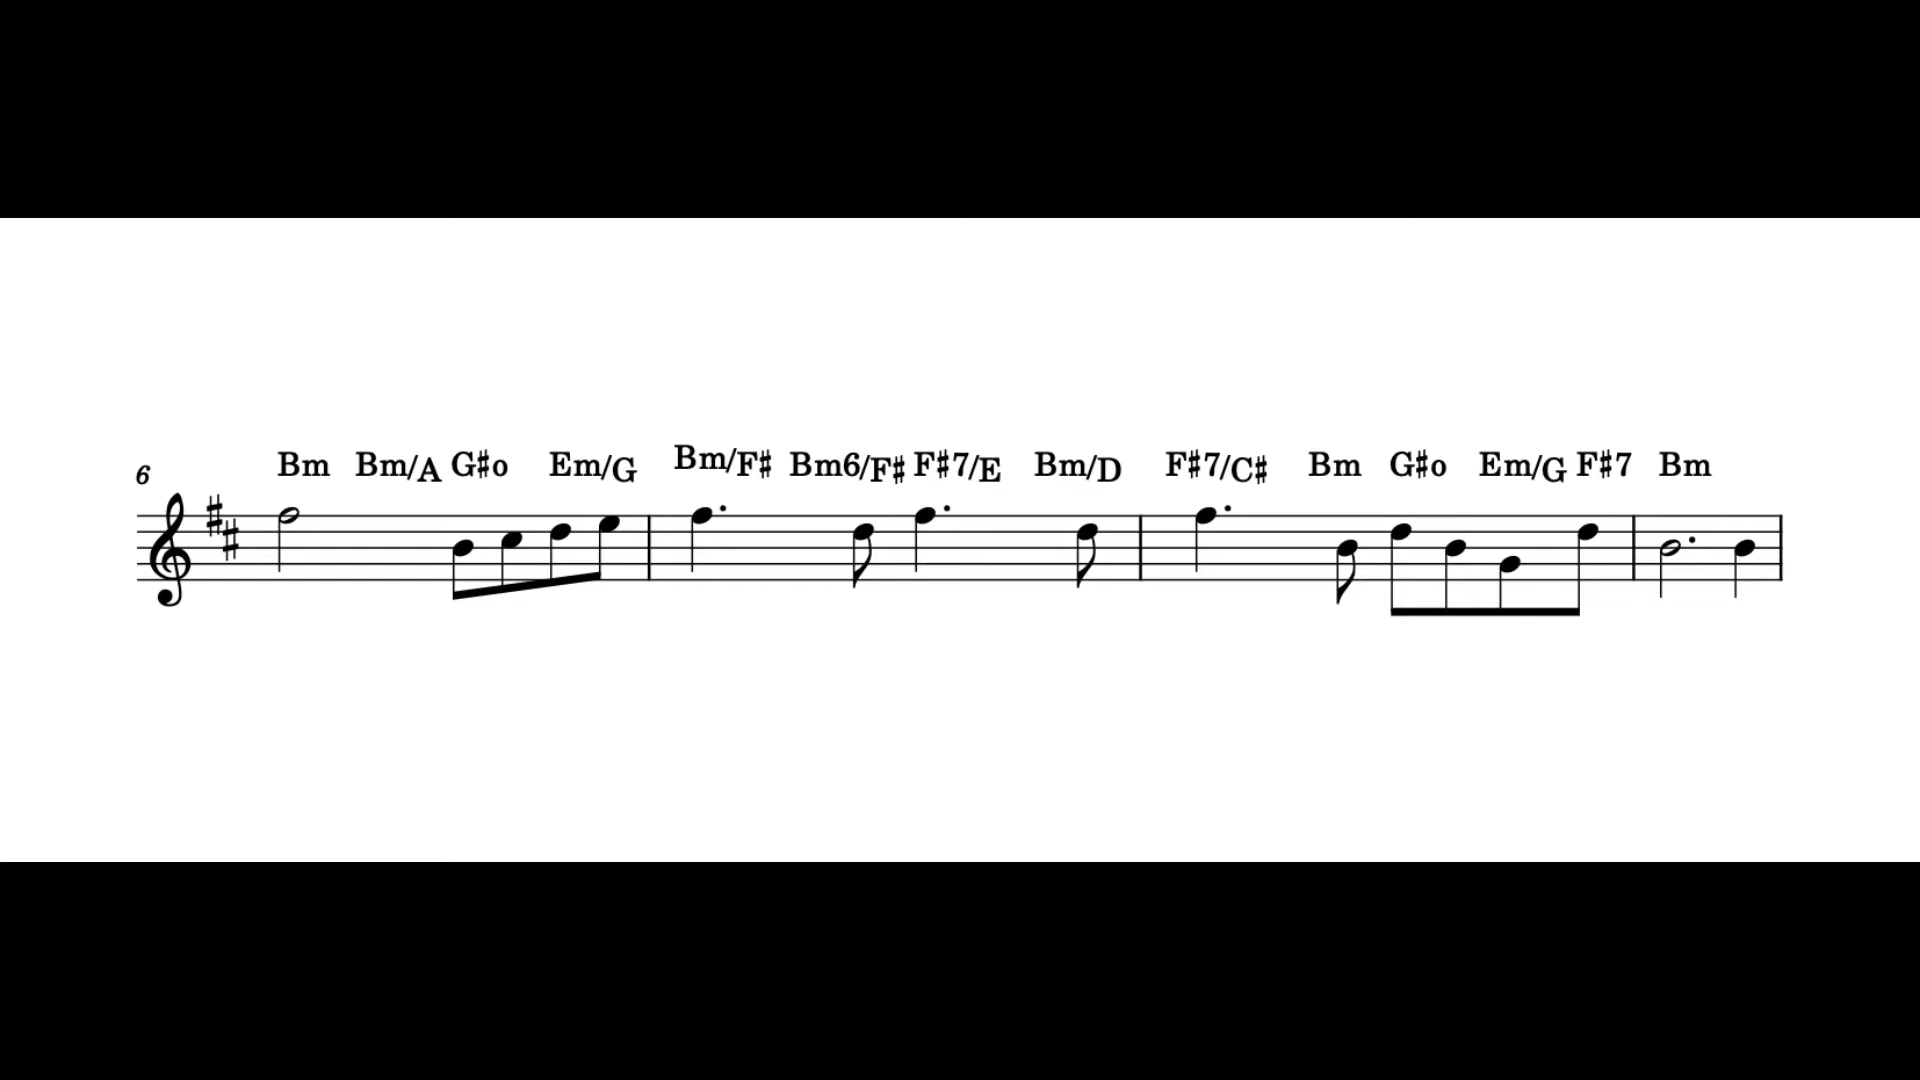 Bm Bm/A G♯o Em/G Bm/F♯ Bm6/F♯ F♯7/E Bm/D F♯7/C♯ Bm G♯o Em/G F♯7 Bm
6